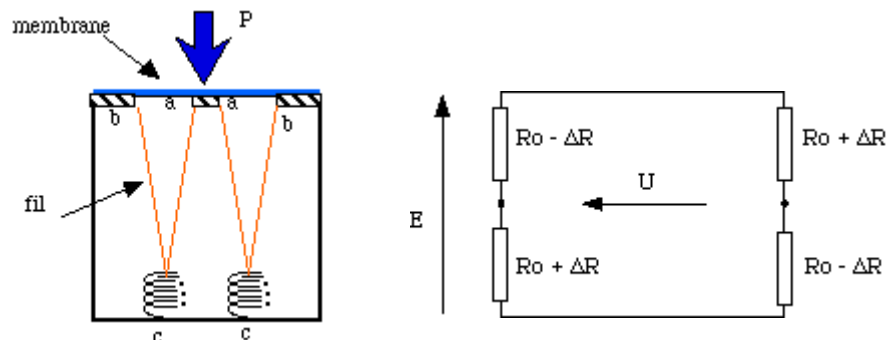 P
membrane
a a
b b
fil
c c
Ro - ΔR
Ro + ΔR
U
E
Ro + ΔR
Ro - ΔR